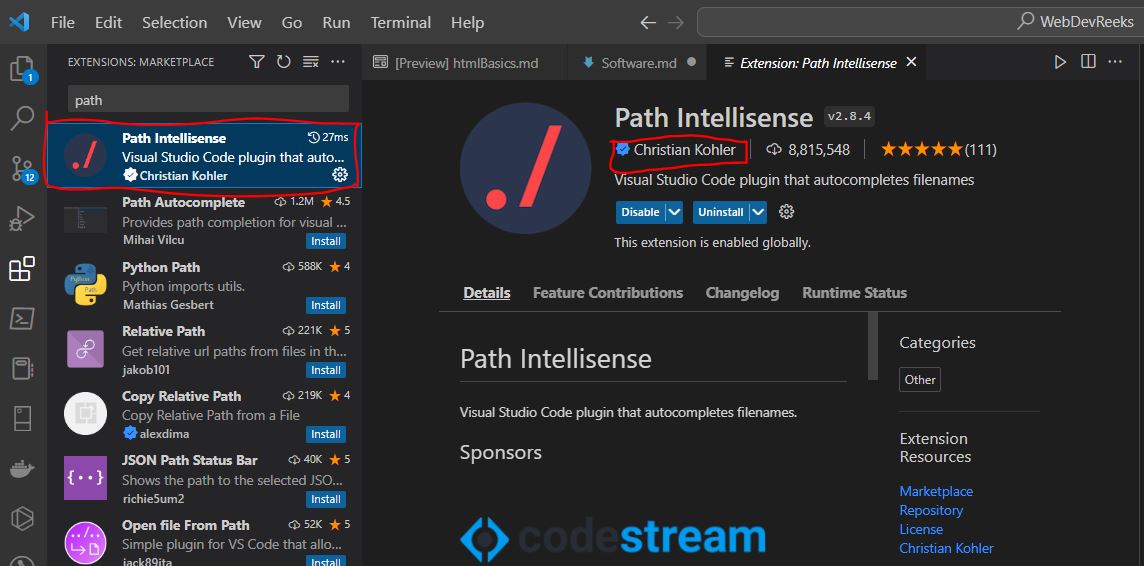 File Edit Selection View Go Run Terminal Help
WebDevReeks
EXTENSIONS: MARKETPLACE
path
Path Intellisense 27ms
Visual Studio Code plugin that auto...
Christian Kohler
Path Autocomplete 1.2M 4.5
Provides path completion for visual ...
Mihai Vilcu Install
Python Path 588K 4
Python imports utils.
Mathias Gesbert Install
Relative Path 221K 5
Get relative url paths from files in th...
jakob101 Install
Copy Relative Path 219K 4
Copy Relative Path from a File
alexdima Install
JSON Path Status Bar 40K 5
Shows the path to the selected JSO...
richie5um2 Install
Open file From Path 52K 5
Simple plugin for VS Code that allo...
jack89ita Install
1
12
[Preview] htmlBasics.md Software.md Extension: Path Intellisense
Path Intellisense v2.8.4
Christian Kohler 8,815,548 (111)
Visual Studio Code plugin that autocompletes filenames
Disable Uninstall
This extension is enabled globally.
Details Feature Contributions Changelog Runtime Status
Path Intellisense
Visual Studio Code plugin that autocompletes filenames.
Sponsors
codestream
Categories
Other
Extension
Resources
Marketplace
Repository
License
Christian Kohler